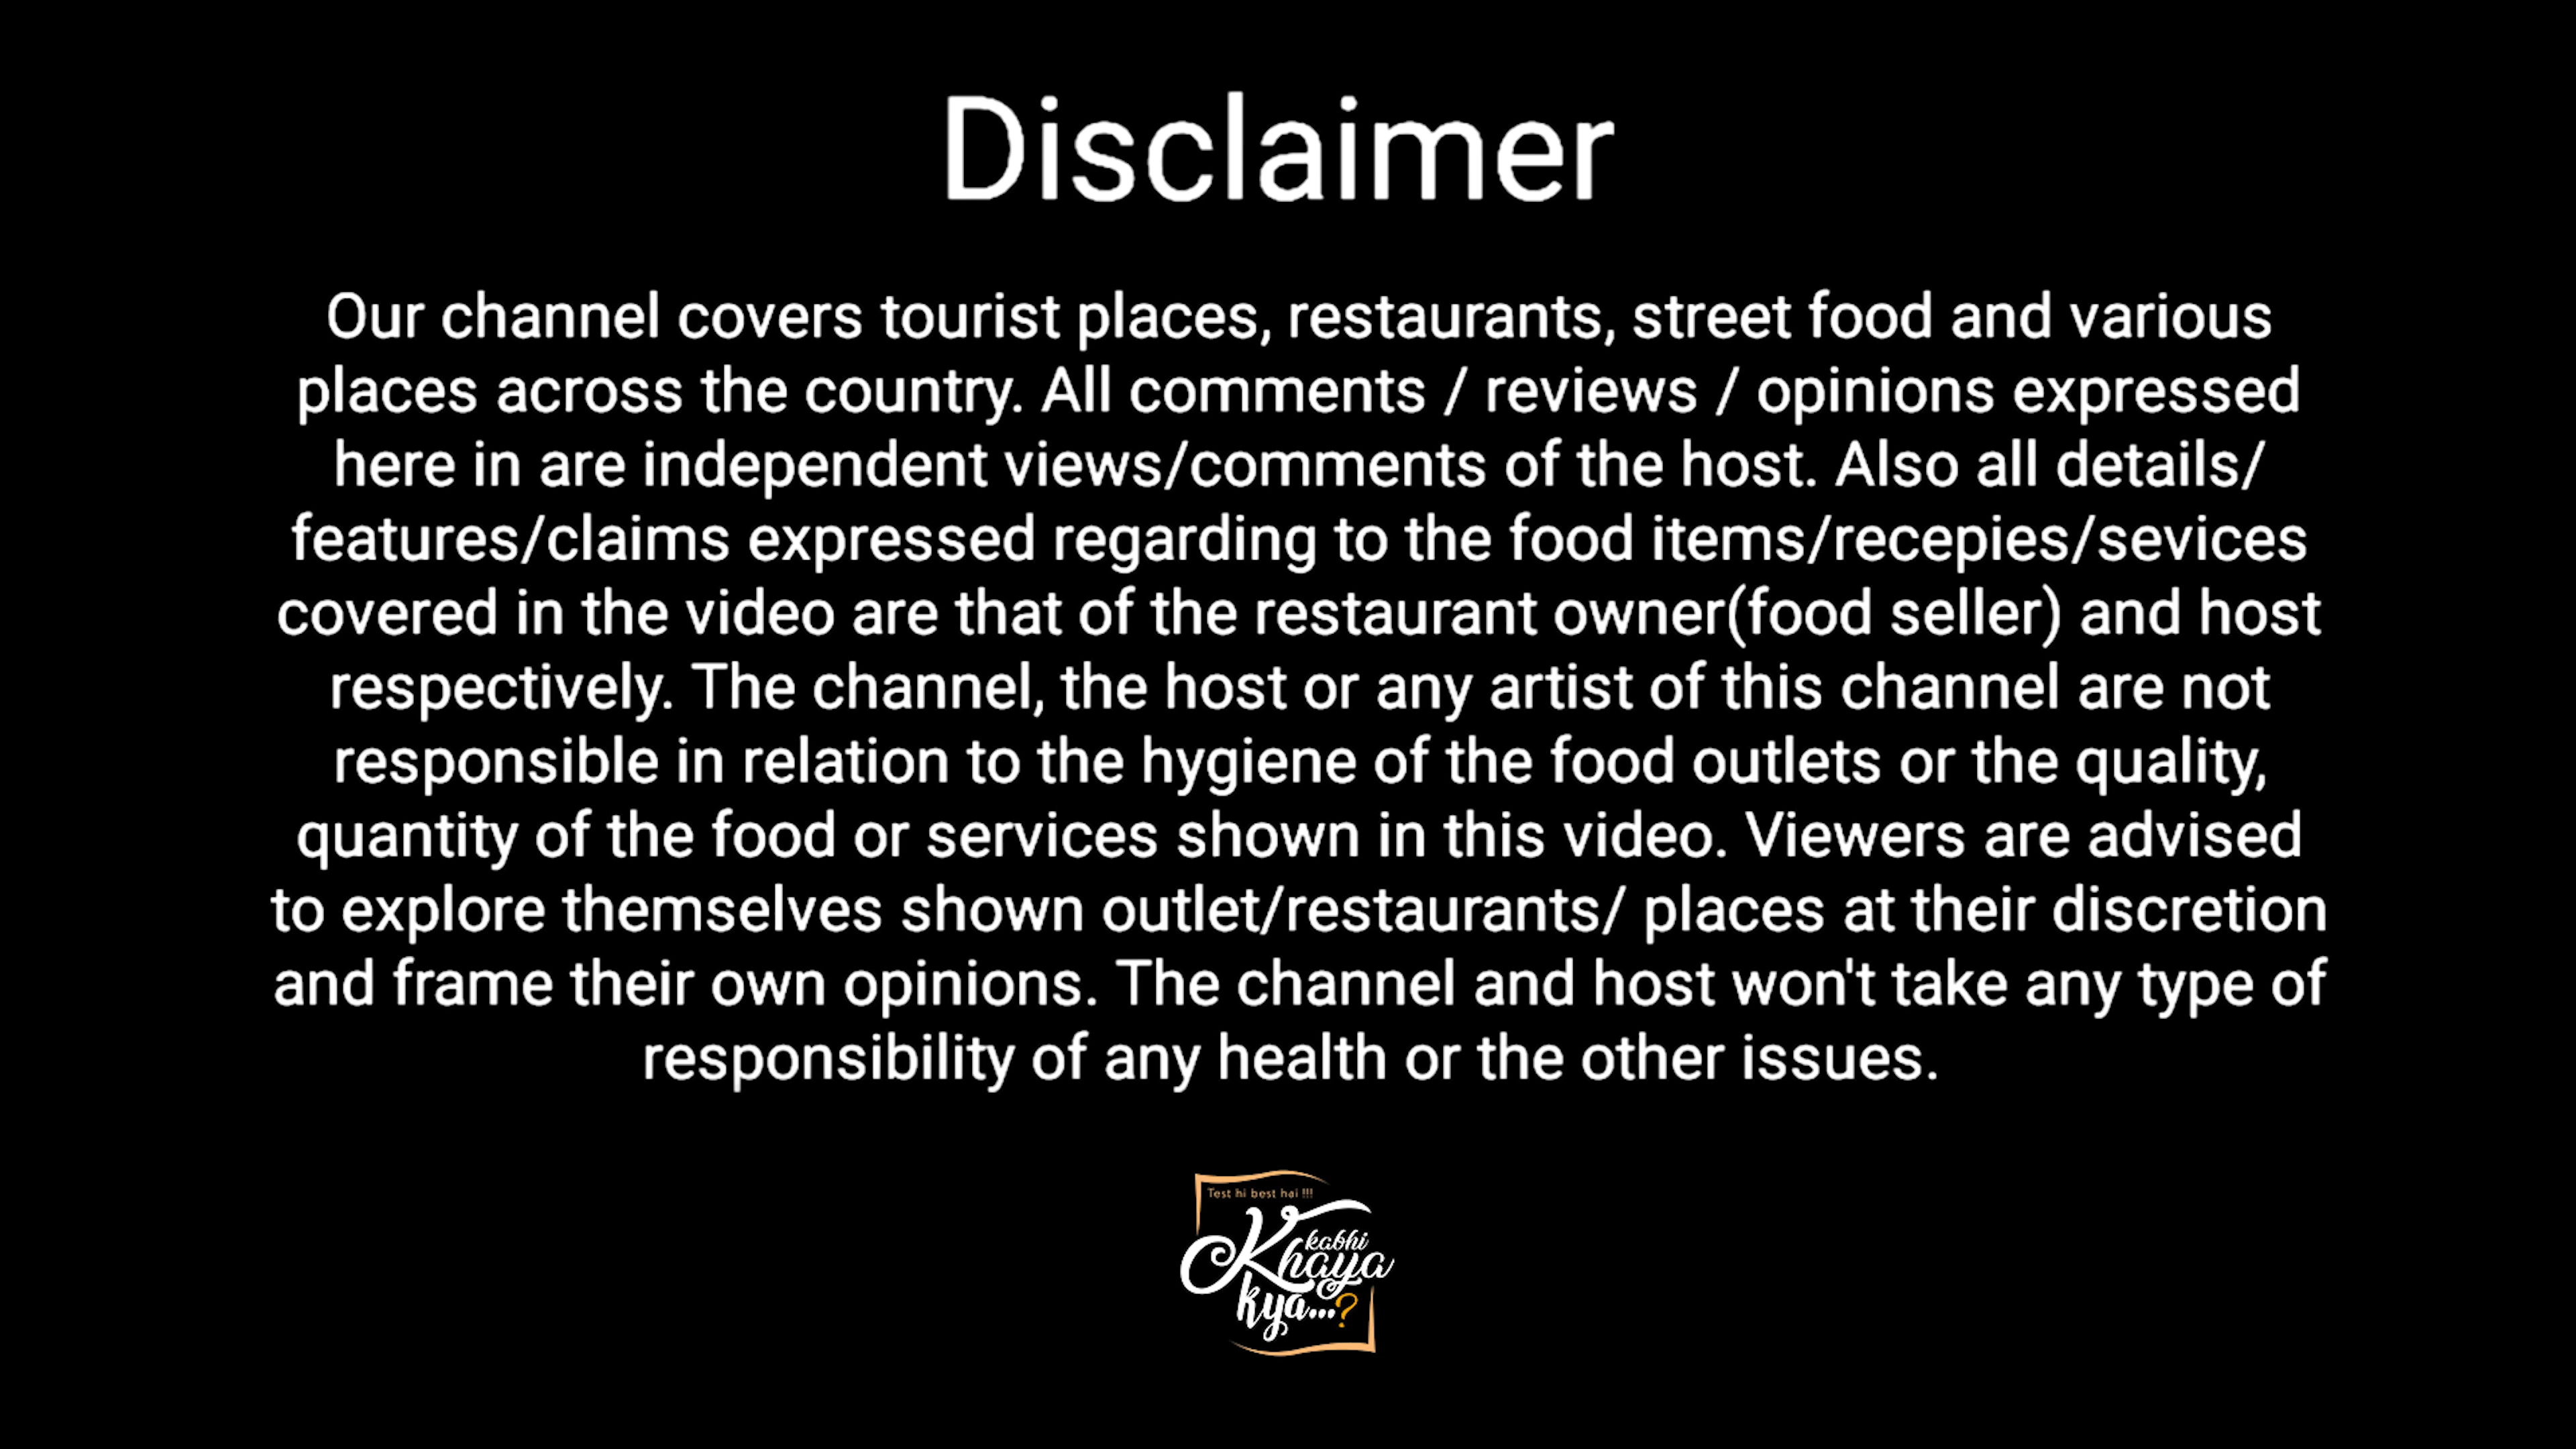 Disclaimer
Our channel covers tourist places, restaurants, street food and various
places across the country. All comments / reviews / opinions expressed
here in are independent views/comments of the host. Also all details/
features/claims expressed regarding to the food items/recepies/sevices
covered in the video are that of the restaurant owner(food seller) and host
respectively. The channel, the host or any artist of this channel are not
responsible in relation to the hygiene of the food outlets or the quality,
quantity of the food or services shown in this video. Viewers are advised
to explore themselves shown outlet/restaurants/ places at their discretion
and frame their own opinions. The channel and host won't take any type of
responsibility of any health or the other issues.
Test hi best hai !!!
kabhi
Khaya
kya...?